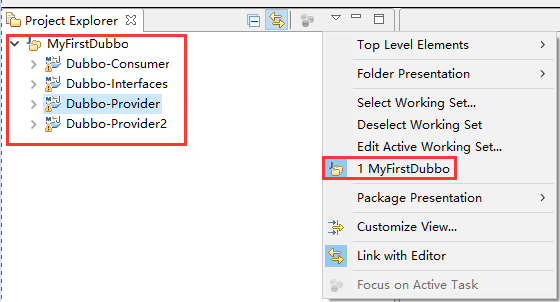 Project Explorer
MyFirstDubbo
Dubbo-Consumer
Dubbo-Interfaces
Dubbo-Provider
Dubbo-Provider2
Top Level Elements
Folder Presentation
Select Working Set...
Deselect Working Set
Edit Active Working Set...
1 MyFirstDubbo
Package Presentation
Customize View...
Link with Editor
Focus on Active Task